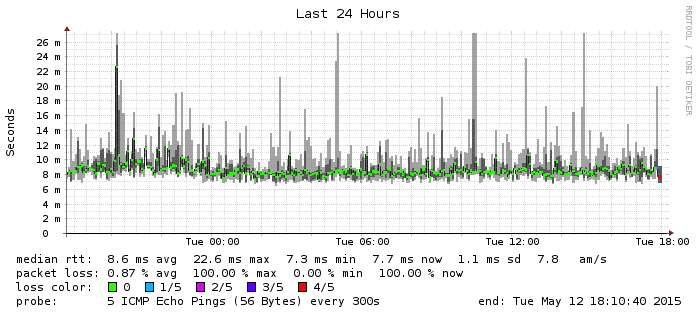 Last 24 Hours
RRDTOOL / TOBI OETIKER
Seconds
26 m
24 m
22 m
20 m
18 m
16 m
14 m
12 m
10 m
8 m
6 m
4 m
2 m
0
Tue 00:00 Tue 06:00 Tue 12:00 Tue 18:00
median rtt: 8.6 ms avg 22.6 ms max 7.3 ms min 7.7 ms now 1.1 ms sd 7.8 am/s
packet loss: 0.87 % avg 100.00 % max 0.00 % min 100.00 % now
loss color: 0 1/5 2/5 3/5 4/5
probe: 5 ICMP Echo Pings (56 Bytes) every 300s end: Tue May 12 18:10:40 2015